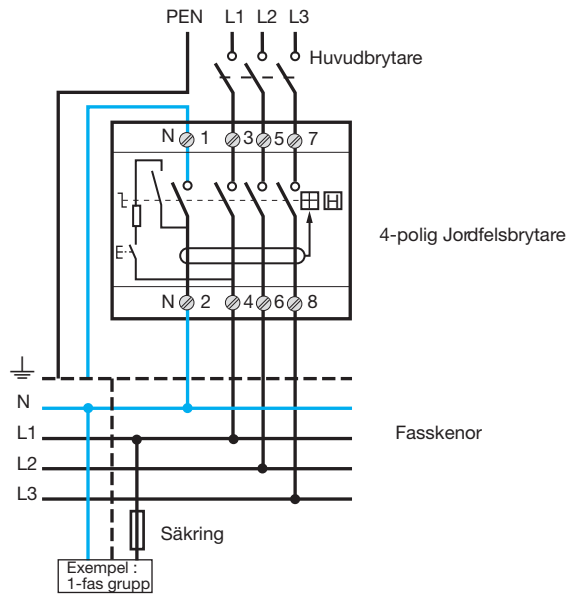 PEN L1 L2 L3
Huvudbrytare
N 1 3 5 7
4-polig Jordfelsbrytare
E
N 2 4 6 8
N
L1
Fasskenor
L2
L3
Säkring
Exempel :
1-fas grupp